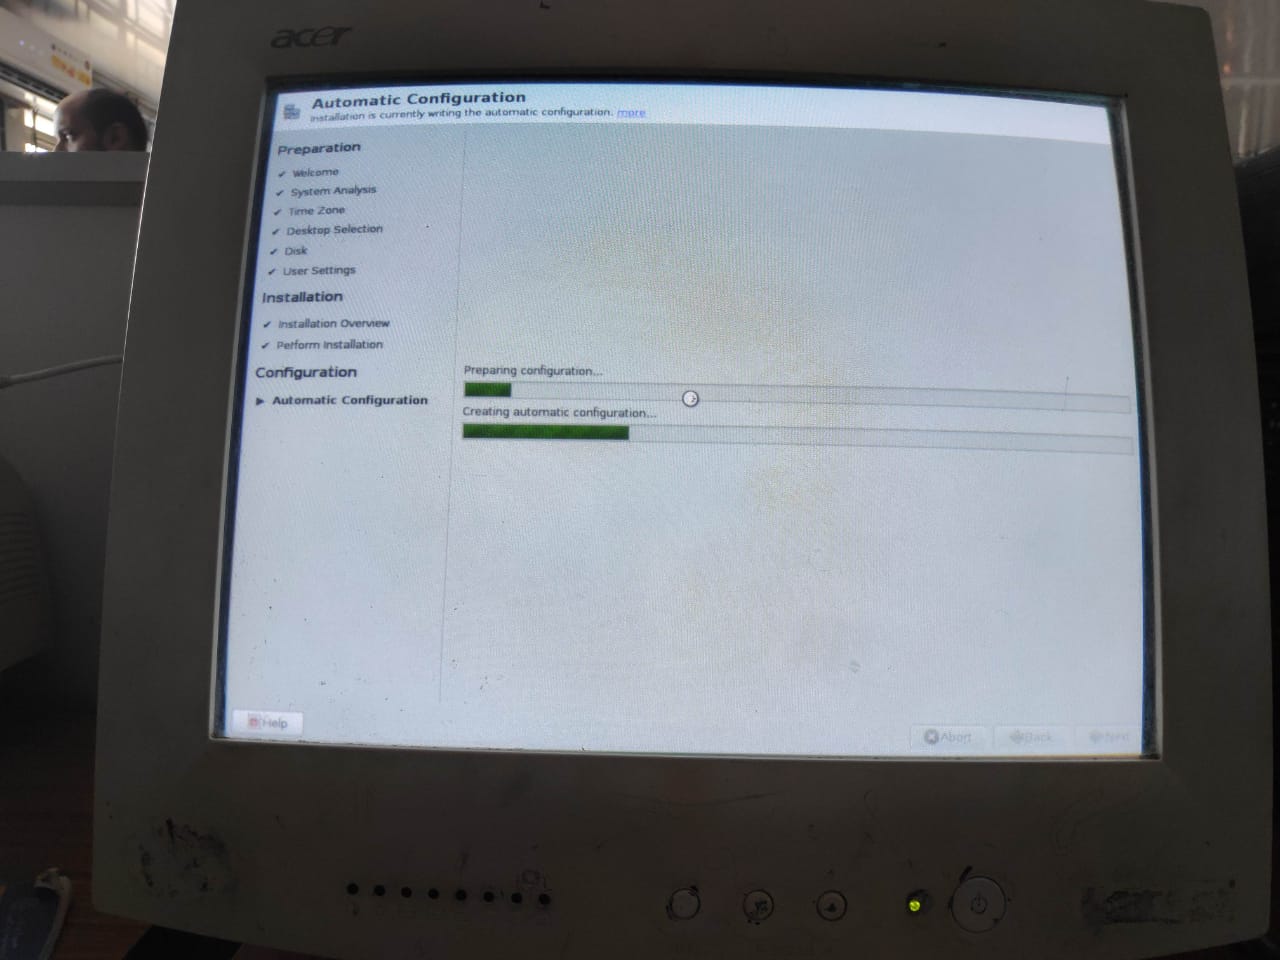 acer
Automatic Configuration
Installation is currently writing the automatic configuration. more
Preparation
✔ Welcome
✔ System Analysis
✔ Time Zone
✔ Desktop Selection
✔ Disk
✔ User Settings
Installation
✔ Installation Overview
✔ Perform Installation
Configuration
▶ Automatic Configuration
Preparing configuration...
Creating automatic configuration...
Help
Abort
Back
Next